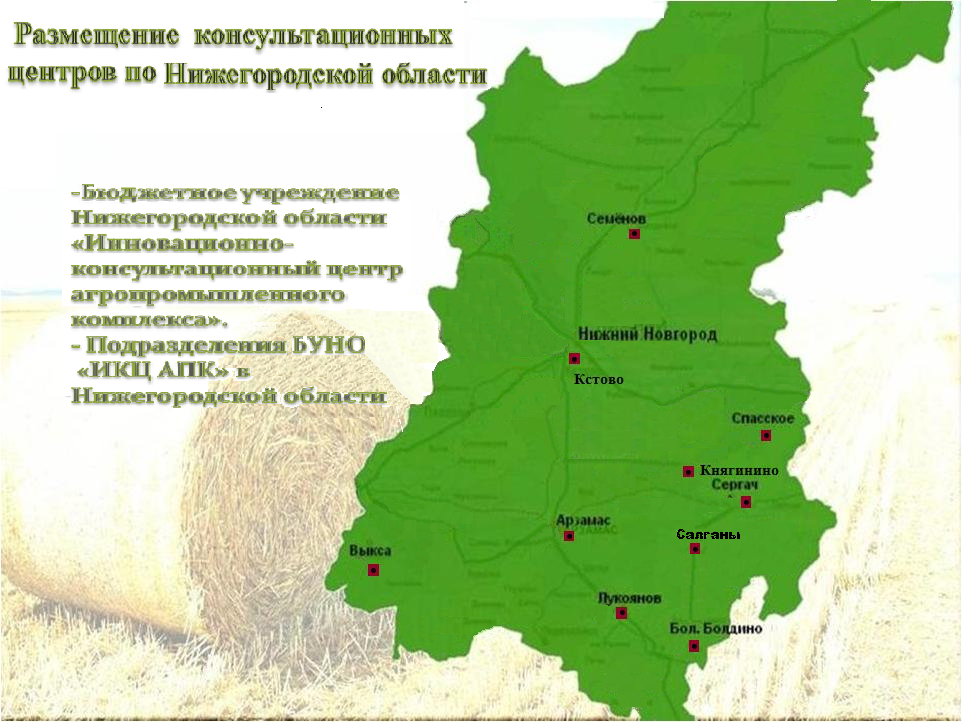 Размещение консультационных
центров по Нижегородской области
-Бюджетное учреждение
Нижегородской области
«Инновационно-
консультационный центр
агропромышленного
комплекса».
- Подразделения БУНО
«ИКЦ АПК» в
Нижегородской области
Семёнов
Нижний Новгород
Кстово
Спасское
Княгинино
Сергач
Арзамас
АРЗАМАС
Салганы
Выкса
Лукоянов
Бол. Болдино